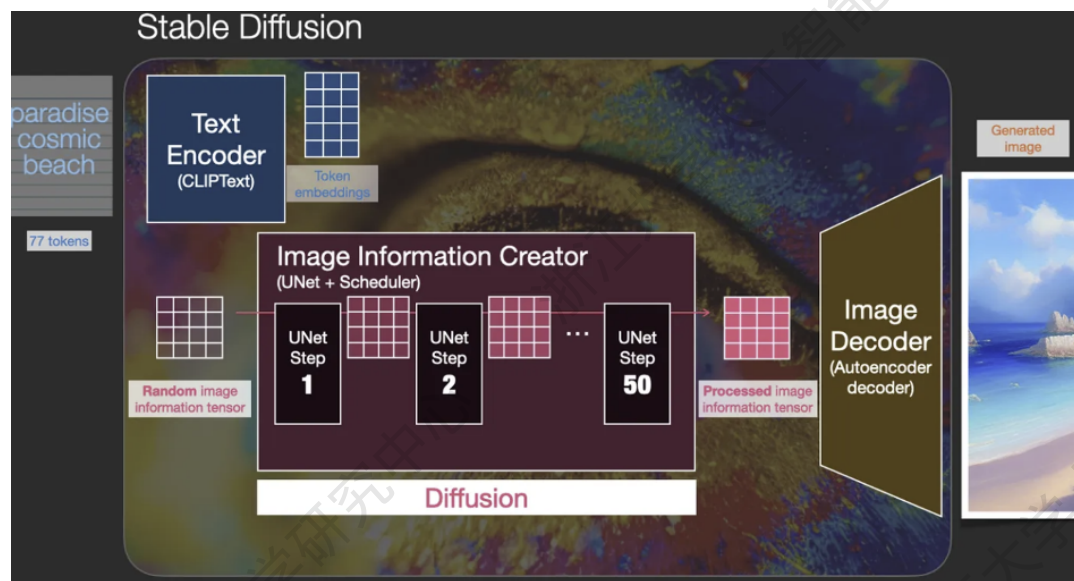 Stable Diffusion
paradise
cosmic
beach
77 tokens
Text
Encoder
(CLIPText)
Token
embeddings
Image Information Creator
(UNet + Scheduler)
UNet
Step
1
UNet
Step
2
...
UNet
Step
50
Random image
information tensor
Processed image
information tensor
Diffusion
Image
Decoder
(Autoencoder
decoder)
Generated
image